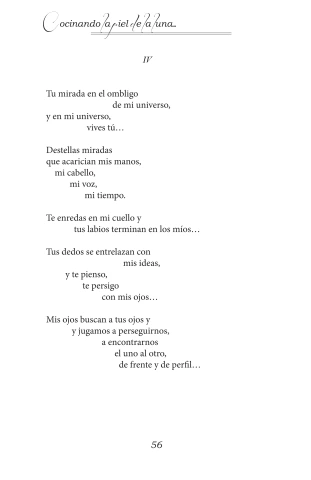 Cocinando la piel de la luna...
IV
Tu mirada en el ombligo
de mi universo,
y en mi universo,
vives tú…
Destellas miradas
que acarician mis manos,
mi cabello,
mi voz,
mi tiempo.
Te enredas en mi cuello y
tus labios terminan en los míos…
Tus dedos se entrelazan con
mis ideas,
y te pienso,
te persigo
con mis ojos…
Mis ojos buscan a tus ojos y
y jugamos a perseguirnos,
a encontrarnos
el uno al otro,
de frente y de perfil…
56